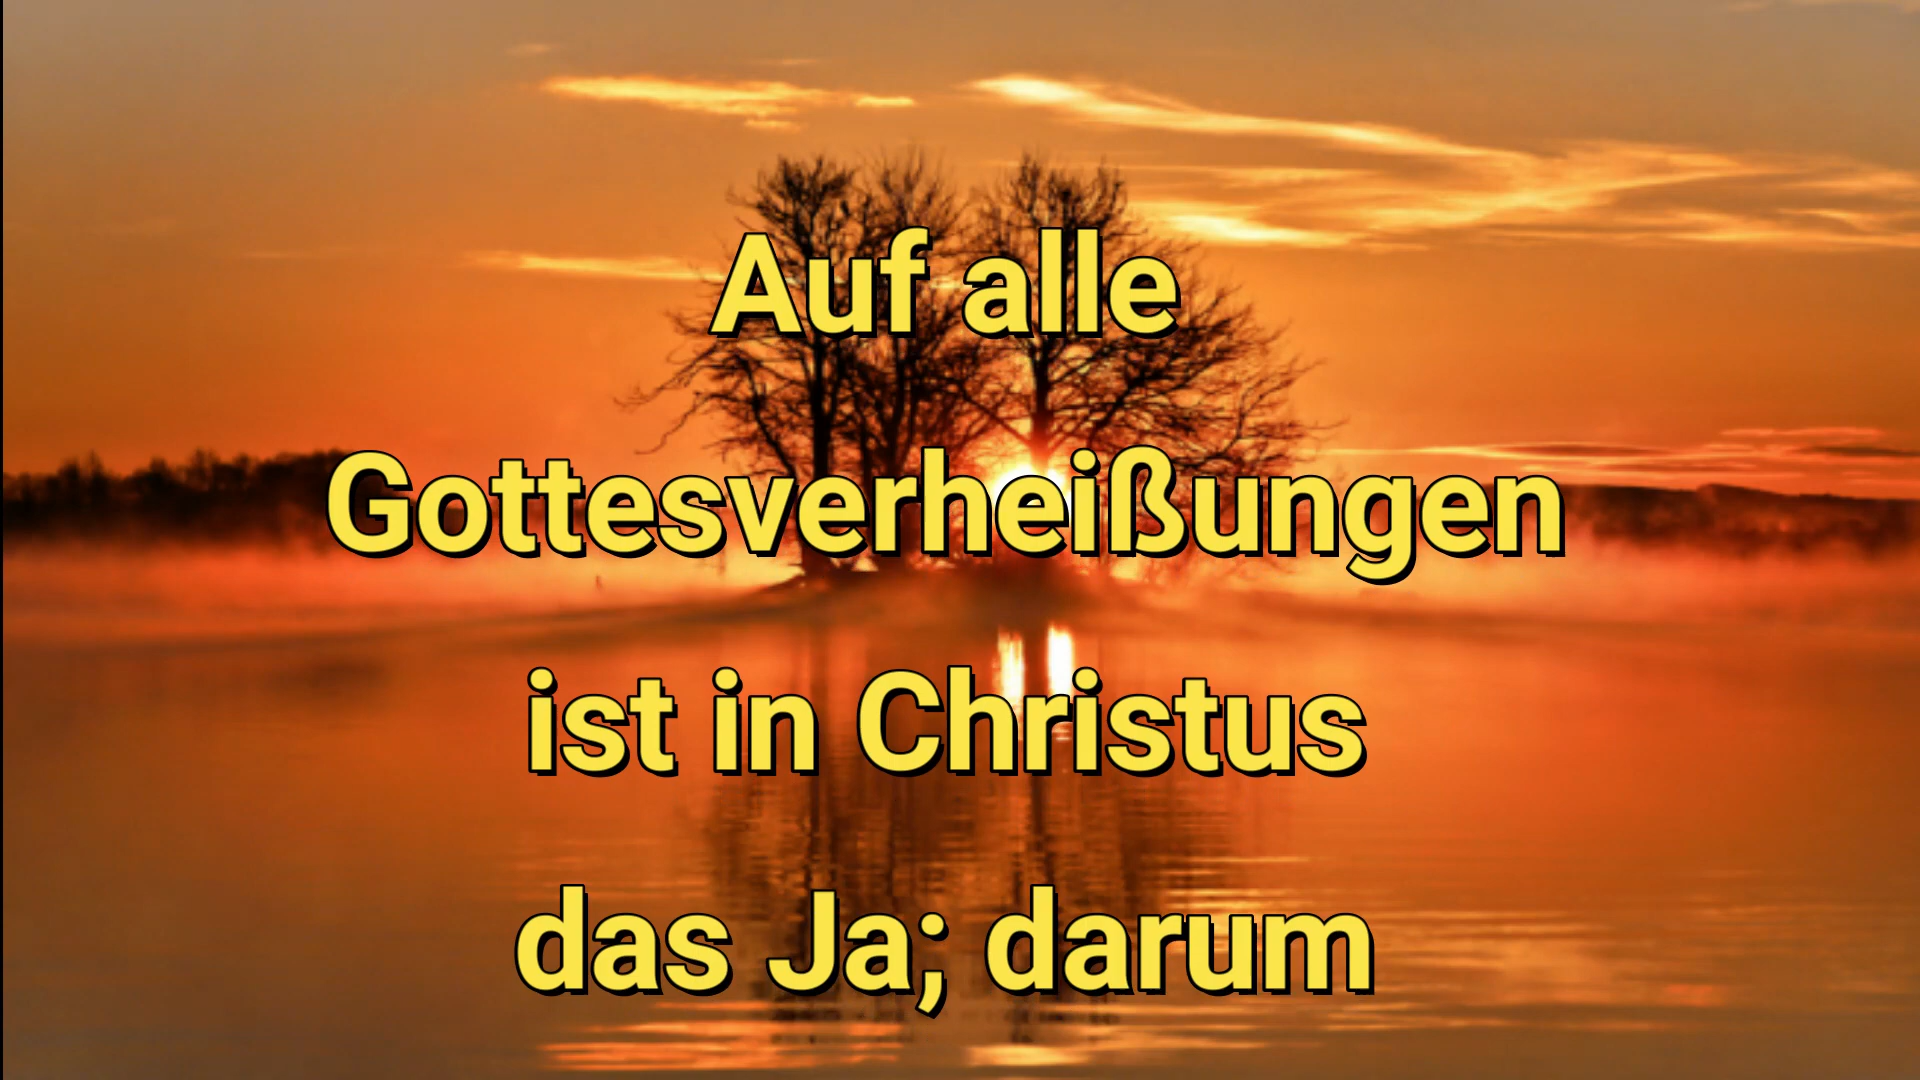 Auf alle
Gottesverheißungen
ist in Christus
das Ja; darum